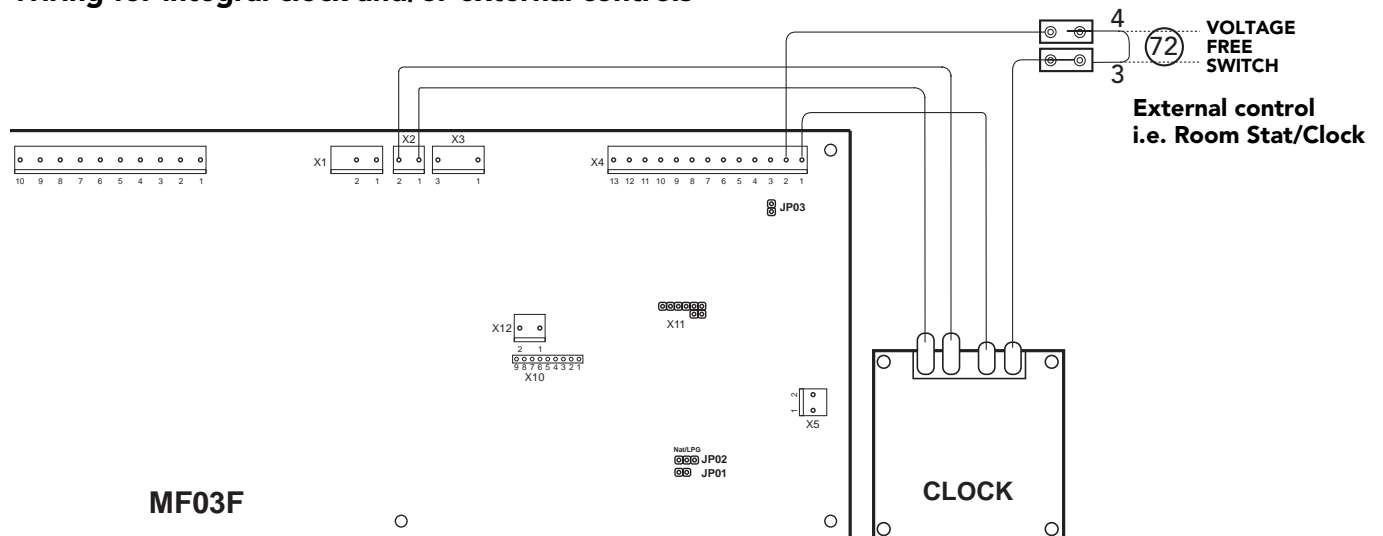 Wiring for integral clock and/or external controls
4
VOLTAGE
72
FREE
SWITCH
3
External control
i.e. Room Stat/Clock
X1
X2
X3
X4
10 9 8 7 6 5 4 3 2 1
2 1
2 1
3 1
13 12 11 10 9 8 7 6 5 4 3 2 1
JP03
X11
X12
2 1
9 8 7 6 5 4 3 2 1
X10
2
1
X5
Nat/LPG
JP02
JP01
MF03F
CLOCK